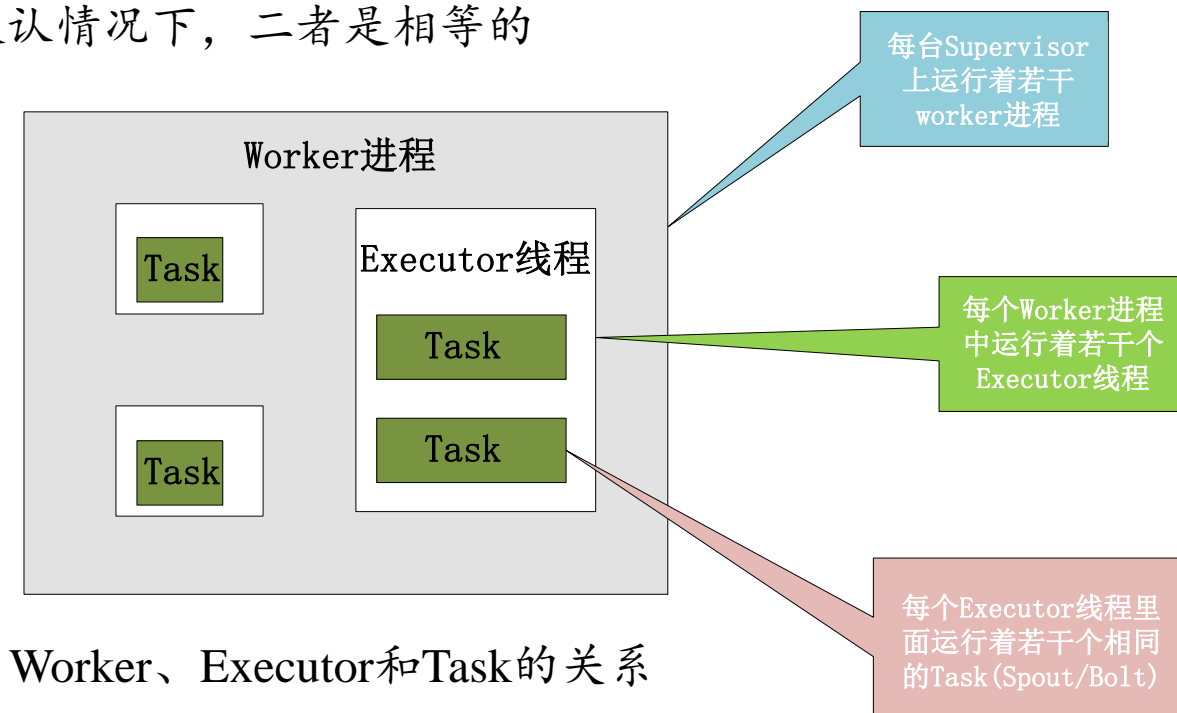 认情况下，二者是相等的
每台Supervisor
上运行着若干
worker进程
Worker进程
Task
Executor线程
Task
Task
Task
每个Worker进程
中运行着若干个
Executor线程
每个Executor线程里
面运行着若干个相同
的Task(Spout/Bolt)
Worker、Executor和Task的关系